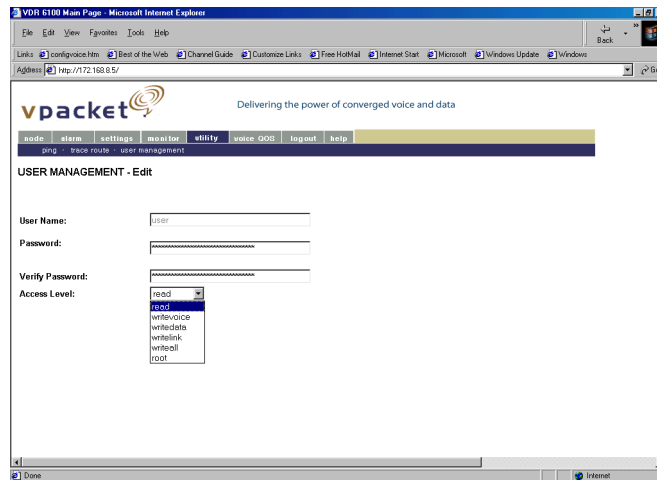 VDR 6100 Main Page - Microsoft Internet Explorer
File Edit View Favorites Tools Help
Back
Links configvoice.htm Best of the Web Channel Guide Customize Links Free HotMail Internet Start Microsoft Windows Update Windows
Address http://172.168.8.5/
vpacket
Delivering the power of converged voice and data
node alarm settings monitor utility voice QOS logout help
ping · trace route · user management
USER MANAGEMENT - Edit
User Name: user
Password: ********************************
Verify Password: ********************************
Access Level: read
read
writevoice
writedata
writelink
writeall
root
Done Internet